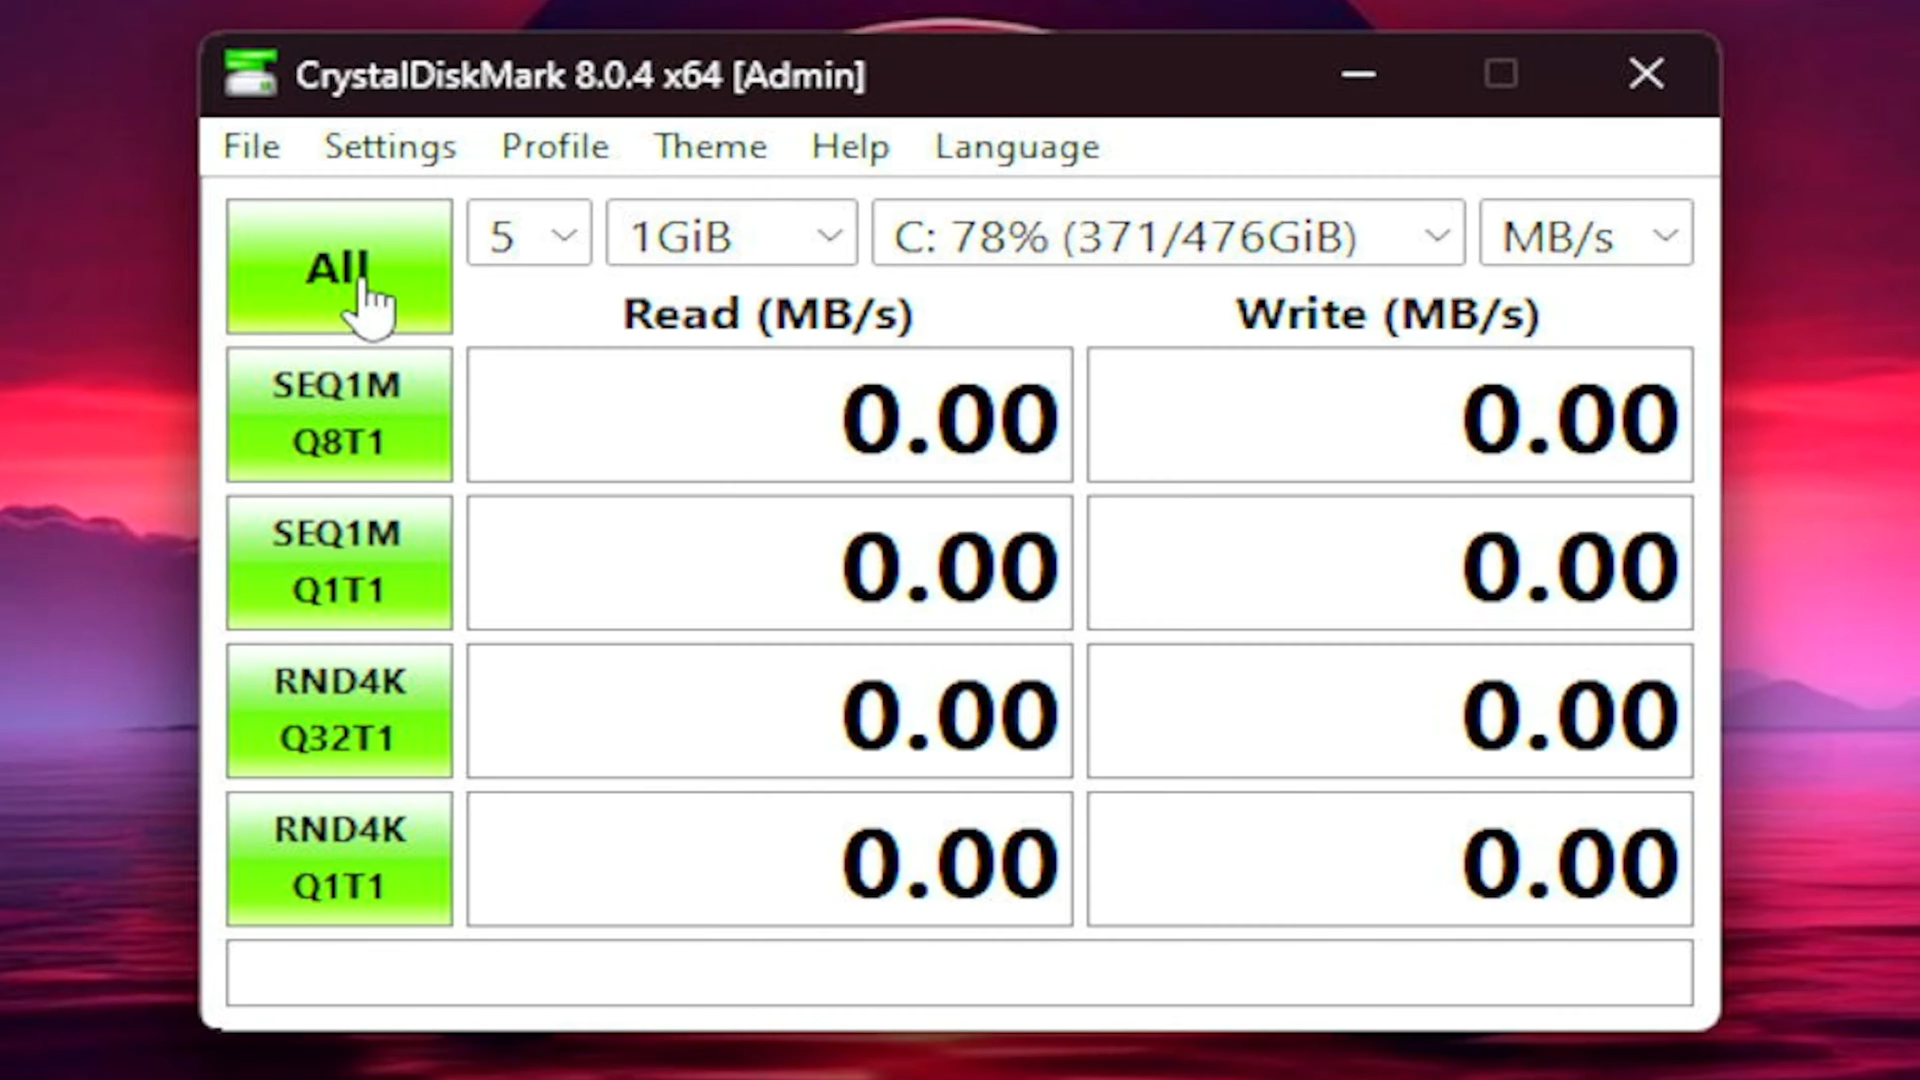 CrystalDiskMark 8.0.4 x64 [Admin]
File Settings Profile Theme Help Language
All 5 1GiB C: 78% (371/476GiB) MB/s
Read (MB/s) Write (MB/s)
SEQ1M
Q8T1
0.00 0.00
SEQ1M
Q1T1
0.00 0.00
RND4K
Q32T1
0.00 0.00
RND4K
Q1T1
0.00 0.00